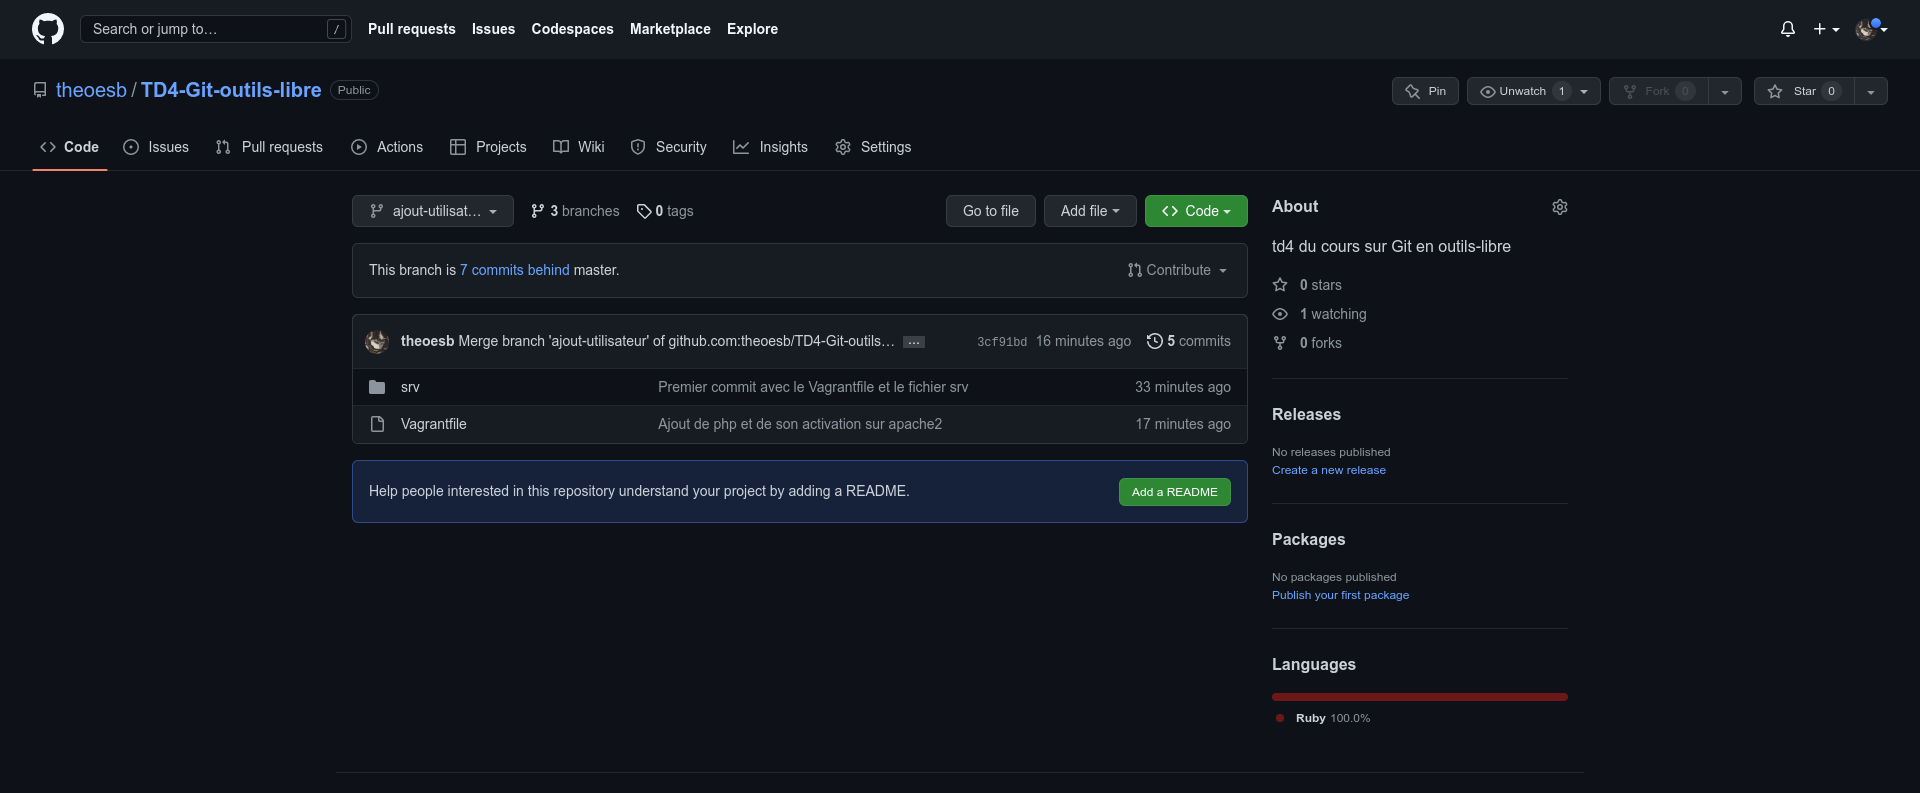 Search or jump to… / Pull requests Issues Codespaces Marketplace Explore
theoesb / TD4-Git-outils-libre Public Pin Unwatch 1 Fork 0 Star 0
Code Issues Pull requests Actions Projects Wiki Security Insights Settings
ajout-utilisat… 3 branches 0 tags Go to file Add file Code
This branch is 7 commits behind master. Contribute
theoesb Merge branch 'ajout-utilisateur' of github.com:theoesb/TD4-Git-outils… … 3cf91bd 16 minutes ago 5 commits
srv Premier commit avec le Vagrantfile et le fichier srv 33 minutes ago
Vagrantfile Ajout de php et de son activation sur apache2 17 minutes ago
Help people interested in this repository understand your project by adding a README. Add a README
About
td4 du cours sur Git en outils-libre
0 stars
1 watching
0 forks
Releases
No releases published
Create a new release
Packages
No packages published
Publish your first package
Languages
Ruby 100.0%